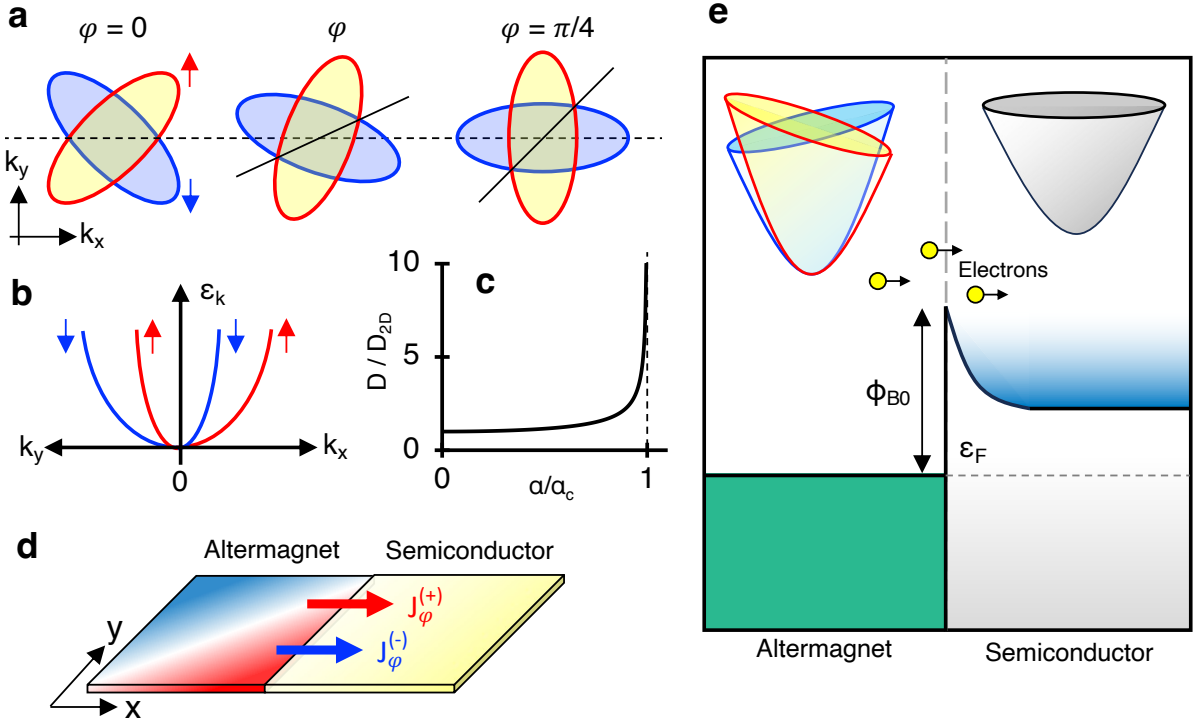 a
φ = 0
φ
φ = π/4
k_y
k_x
b
ε_k
k_y
k_x
0
c
D / D_2D
10
5
0
0
1
α/α_c
d
Altermagnet
Semiconductor
J_φ^(+)
J_φ^(-)
y
x
e
Electrons
ϕ_B0
ε_F
Altermagnet
Semiconductor